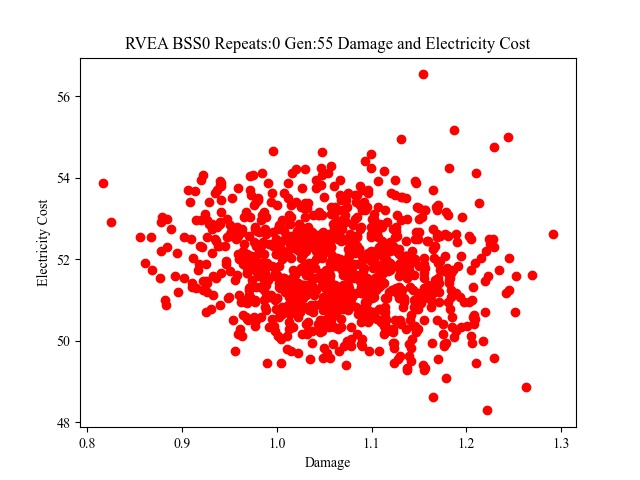 RVEA BSS0 Repeats:0 Gen:55 Damage and Electricity Cost
56
54
52
50
48
Electricity Cost
0.8 0.9 1.0 1.1 1.2 1.3
Damage